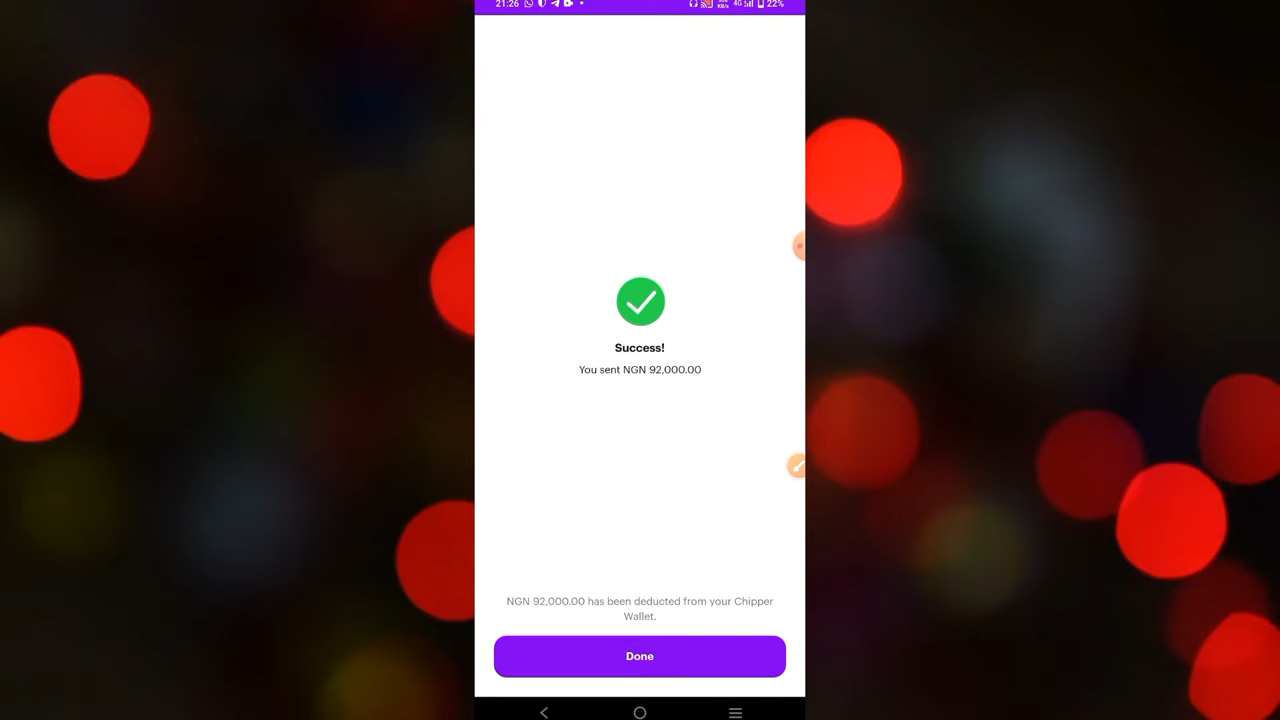 21:26 4G 22%
Success!
You sent NGN 92,000.00
NGN 92,000.00 has been deducted from your Chipper
Wallet.
Done